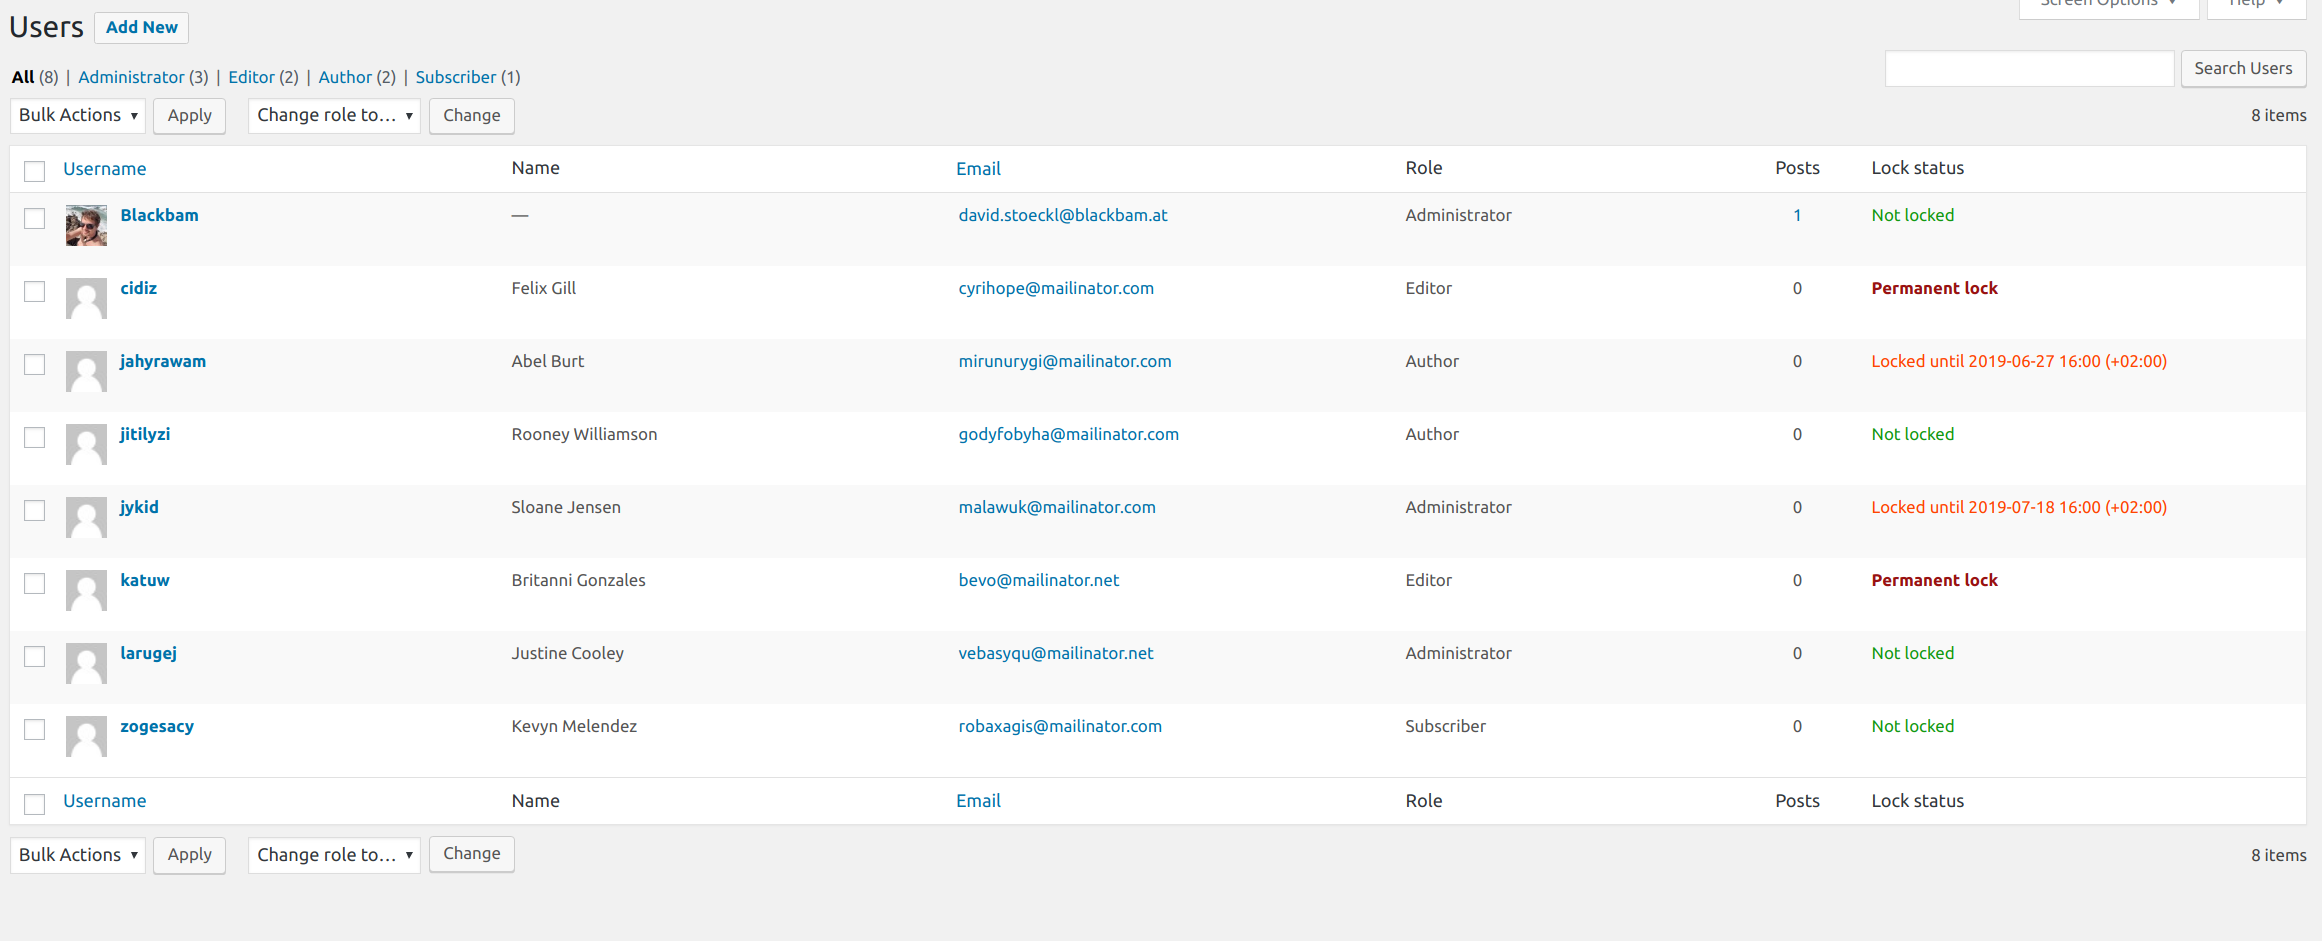 Screen Options ▼ Help ▼
Users Add New
All (8) | Administrator (3) | Editor (2) | Author (2) | Subscriber (1)
Search Users
Bulk Actions ▾ Apply Change role to… ▾ Change 8 items
Username Name Email Role Posts Lock status
Blackbam — david.stoeckl@blackbam.at Administrator 1 Not locked
cidiz Felix Gill cyrihope@mailinator.com Editor 0 Permanent lock
jahyrawam Abel Burt mirunurygi@mailinator.com Author 0 Locked until 2019-06-27 16:00 (+02:00)
jitilyzi Rooney Williamson godyfobyha@mailinator.com Author 0 Not locked
jykid Sloane Jensen malawuk@mailinator.com Administrator 0 Locked until 2019-07-18 16:00 (+02:00)
katuw Britanni Gonzales bevo@mailinator.net Editor 0 Permanent lock
larugej Justine Cooley vebasyqu@mailinator.net Administrator 0 Not locked
zogesacy Kevyn Melendez robaxagis@mailinator.com Subscriber 0 Not locked
Username Name Email Role Posts Lock status
Bulk Actions ▾ Apply Change role to… ▾ Change 8 items